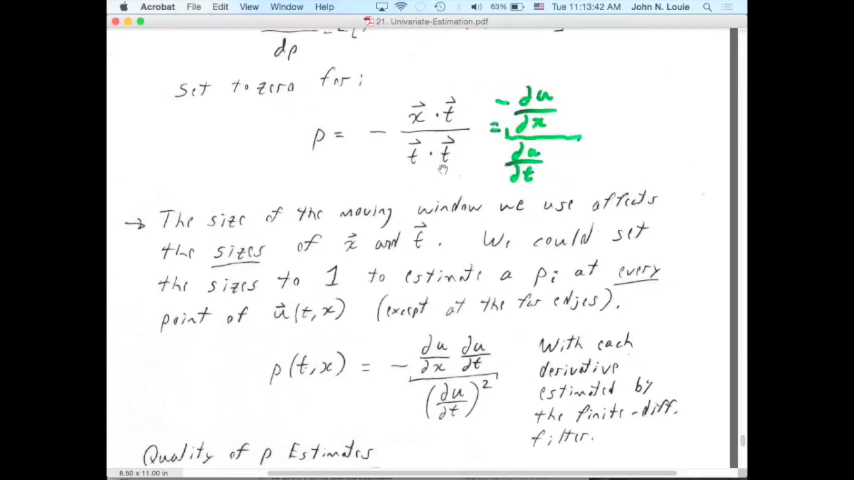 Acrobat File Edit View Window Help 63% Tue 11:13:42 AM John N. Louie
21. Univariate-Estimation.pdf
dp
set to zero for:
p = - x⃗ · t⃗ / t⃗ · t⃗ = - ∂u/∂x / ∂u/∂t
→ The size of the moving window we use affects
the sizes of x⃗ and t⃗. We could set
the sizes to 1 to estimate a pᵢ at every
point of u⃗(t,x) (except at the far edges).
p(t,x) = - ∂u/∂x ∂u/∂t / (∂u/∂t)²
With each
derivative
estimated by
the finite-diff.
filter.
Quality of p Estimates
8.50 x 11.00 in